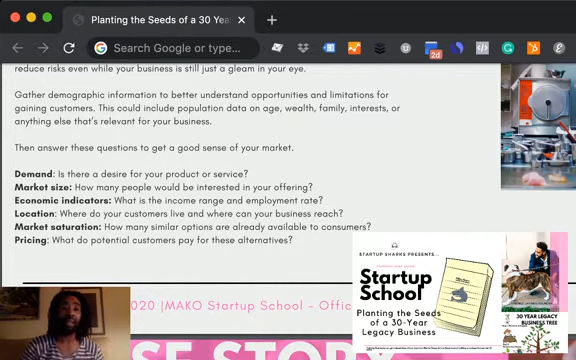 Planting the Seeds of a 30 Yea
Search Google or type...
2d
reduce risks even while your business is still just a gleam in your eye.
Gather demographic information to better understand opportunities and limitations for
gaining customers. This could include population data on age, wealth, family, interests, or
anything else that's relevant for your business.
Then answer these questions to get a good sense of your market.
Demand: Is there a desire for your product or service?
Market size: How many people would be interested in your offering?
Economic indicators: What is the income range and employment rate?
Location: Where do your customers live and where can your business reach?
Market saturation: How many similar options are already available to consumers?
Pricing: What do potential customers pay for these alternatives?
020 |MAKO Startup School - Offic
SE STORY
STARTUP SHARKS PRESENTS...
Startup
School
Planting the Seeds
of a 30-Year
Legacy Business
30 YEAR LEGACY
BUSINESS TREE